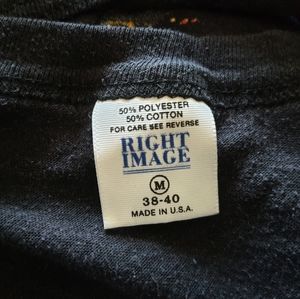 50% POLYESTER
50% COTTON
FOR CARE SEE REVERSE
RIGHT
IMAGE
M
38-40
MADE IN U.S.A.